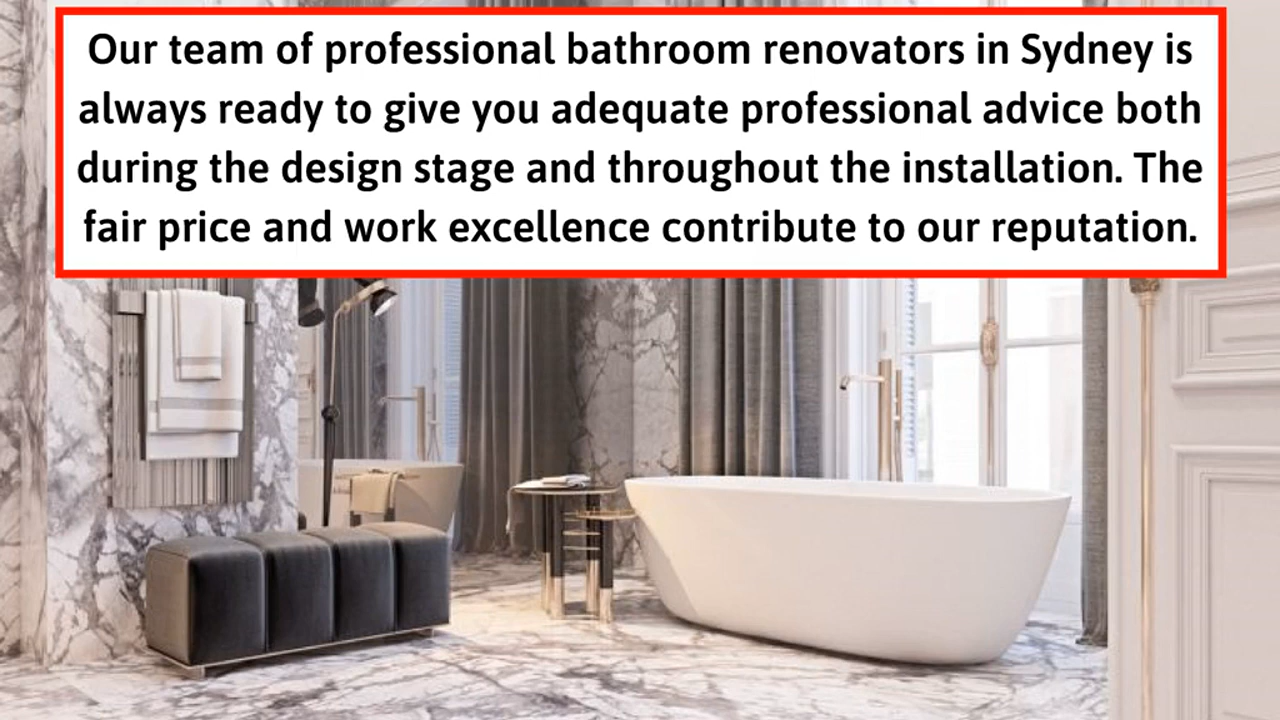 Our team of professional bathroom renovators in Sydney is
always ready to give you adequate professional advice both
during the design stage and throughout the installation. The
fair price and work excellence contribute to our reputation.